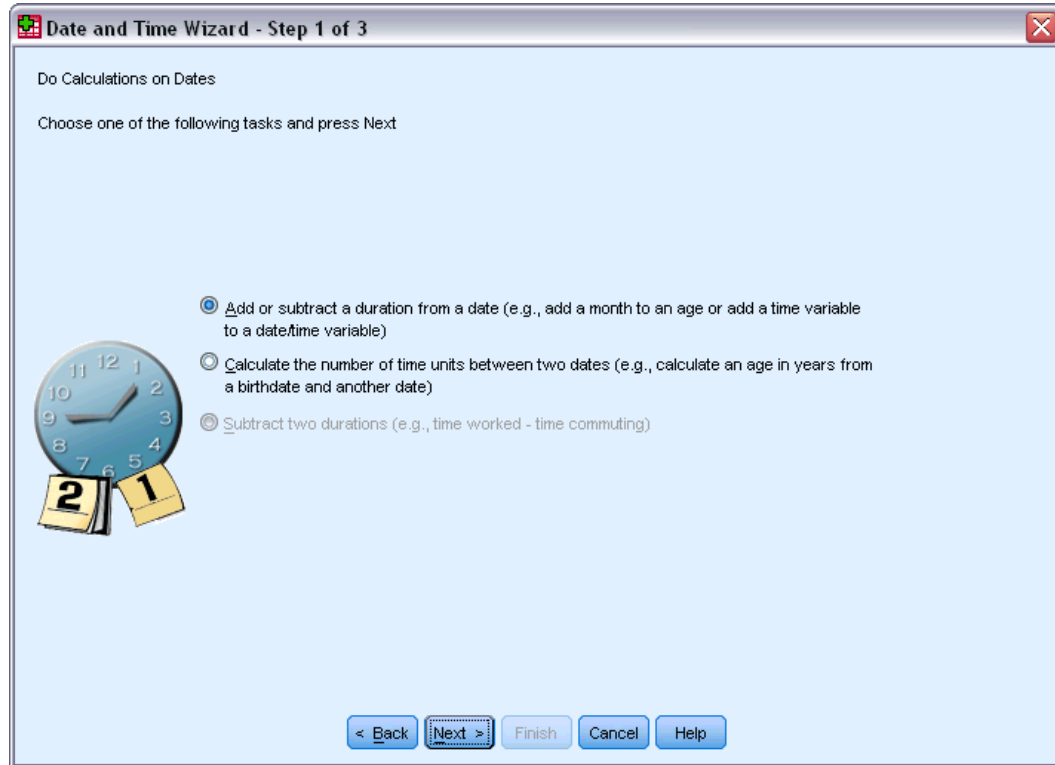 Date and Time Wizard - Step 1 of 3
Do Calculations on Dates
Choose one of the following tasks and press Next
Add or subtract a duration from a date (e.g., add a month to an age or add a time variable
to a date/time variable)
Calculate the number of time units between two dates (e.g., calculate an age in years from
a birthdate and another date)
Subtract two durations (e.g., time worked - time commuting)
11 12 1
10 2
9 3
8 4
7 6 5
2 1
< Back Next > Finish Cancel Help